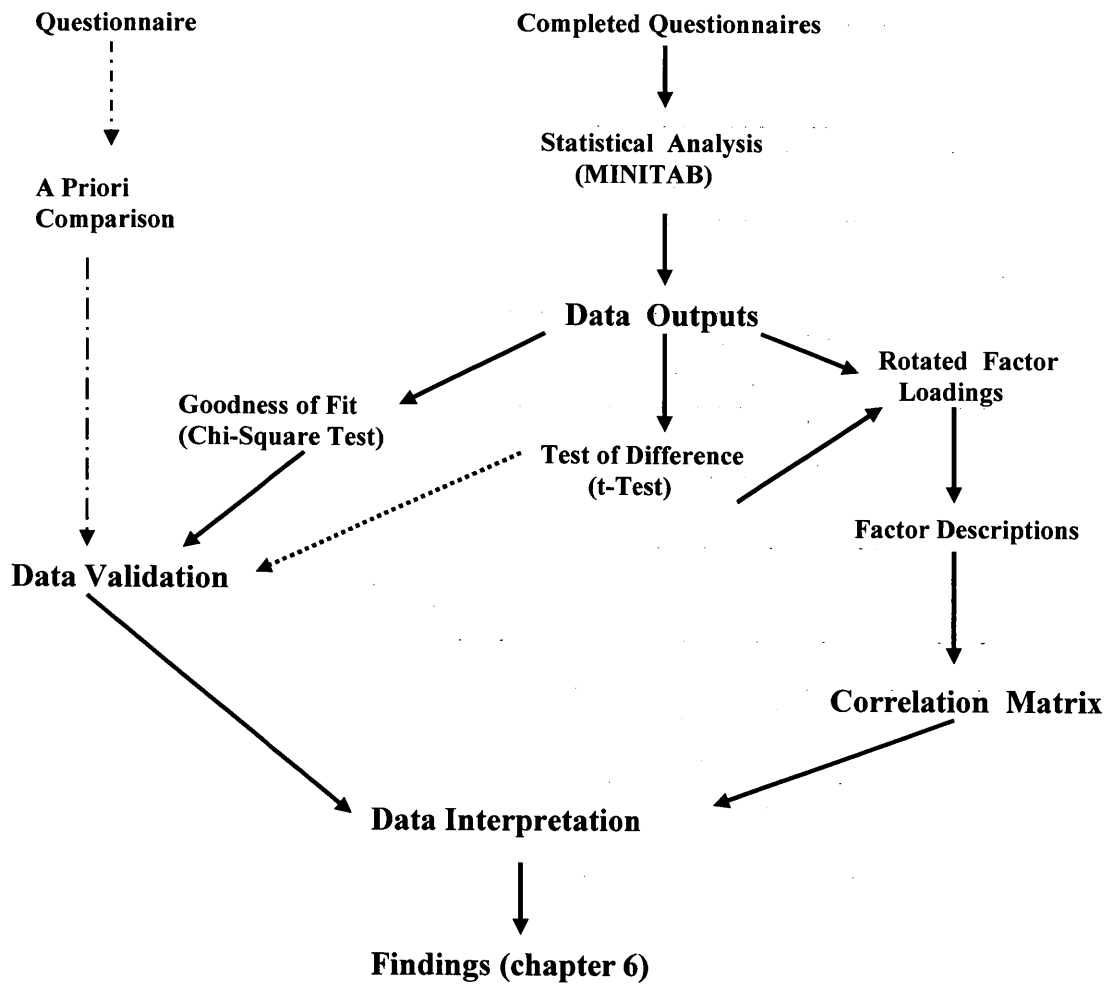 Questionnaire
Completed Questionnaires
Statistical Analysis
(MINITAB)
A Priori
Comparison
Data Outputs
Rotated Factor
Loadings
Goodness of Fit
(Chi-Square Test)
Test of Difference
(t-Test)
Factor Descriptions
Data Validation
Correlation Matrix
Data Interpretation
Findings (chapter 6)